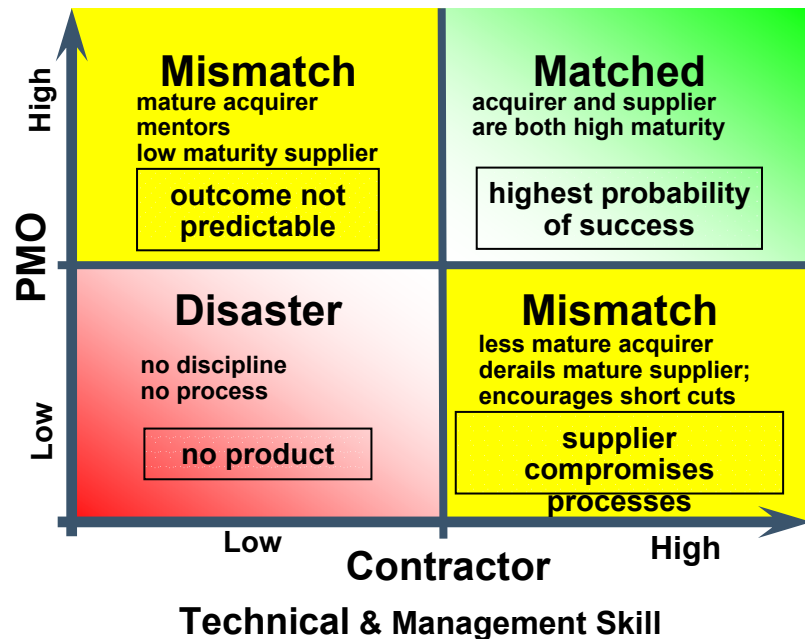 Mismatch
mature acquirer
mentors
low maturity supplier
outcome not
predictable
Matched
acquirer and supplier
are both high maturity
highest probability
of success
High
PMO
Low
Disaster
no discipline
no process
no product
Mismatch
less mature acquirer
derails mature supplier;
encourages short cuts
supplier
compromises
processes
Low
High
Contractor
Technical & Management Skill